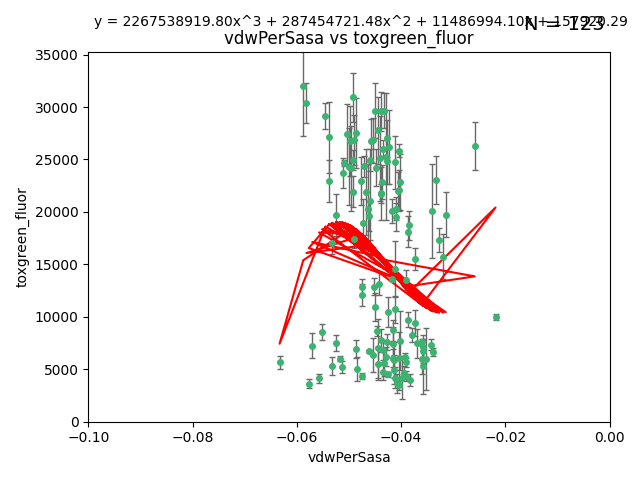 y = 2267538919.80x^3 + 287454721.48x^2 + 11486994.10x + 157920.29
N = 123
vdwPerSasa vs toxgreen_fluor
35000
30000
25000
20000
15000
10000
5000
0
toxgreen_fluor
−0.10
−0.08
−0.06
−0.04
−0.02
0.00
vdwPerSasa